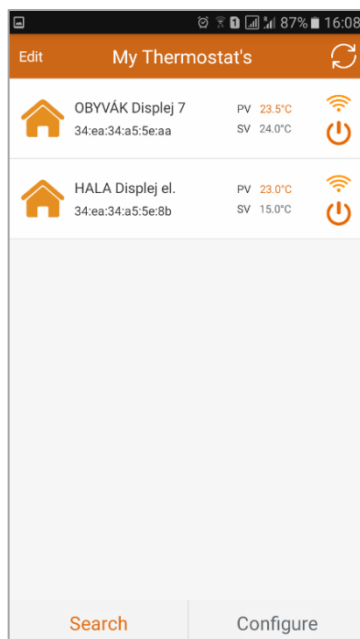 87% 16:08
Edit My Thermostat's
OBYVÁK Displej 7 PV 23.5°C
34:ea:34:a5:5e:aa SV 24.0°C
HALA Displej el. PV 23.0°C
34:ea:34:a5:5e:8b SV 15.0°C
Search Configure